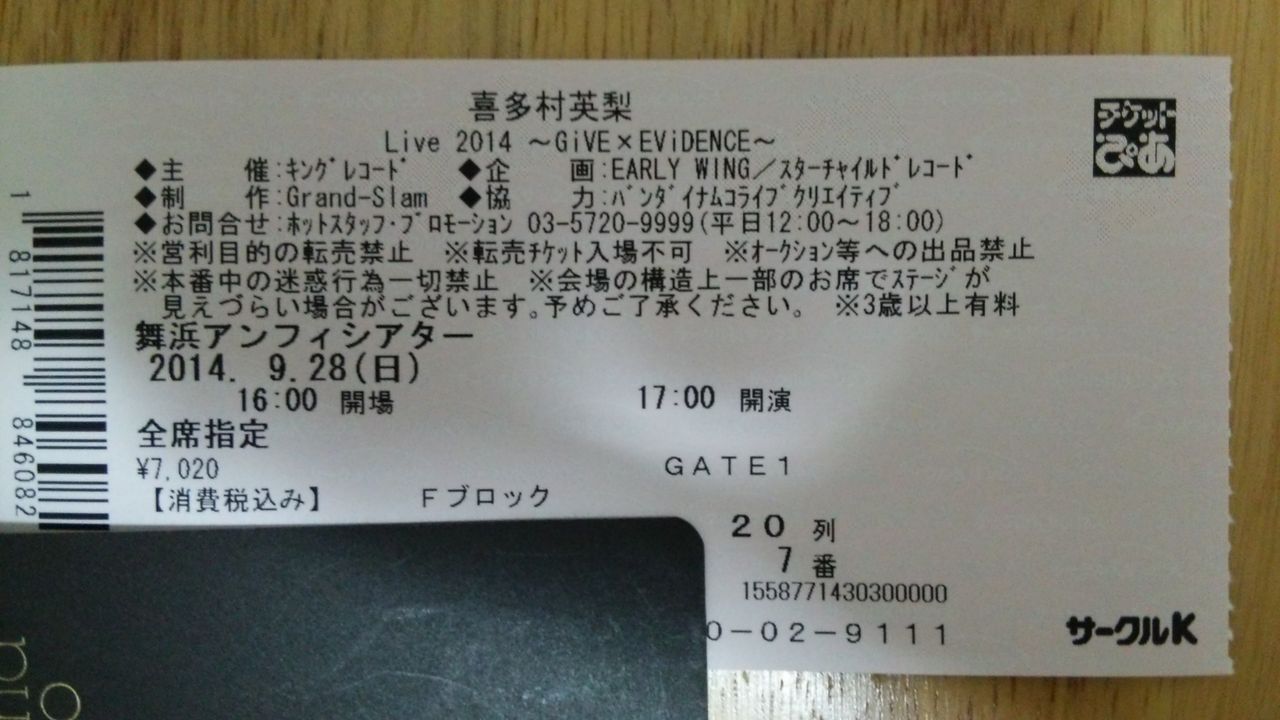 喜多村英梨
Live 2014 ～GiVE×EViDENCE～
チケットぴあ
◆主 催:キングレコード ◆企 画:EARLY WING／スターチャイルドレコード
◆制 作:Grand-Slam ◆協 力:バンダイナムコライブクリエイティブ
◆お問合せ:ホットスタッフ･プロモーション 03-5720-9999(平日12:00～18:00)
※営利目的の転売禁止 ※転売チケット入場不可 ※オークション等への出品禁止
※本番中の迷惑行為一切禁止 ※会場の構造上一部のお席でステージが
見えづらい場合がございます｡予めご了承ください。 ※3歳以上有料
舞浜アンフィシアター
2014. 9.28(日)
16:00 開場 17:00 開演
全席指定
¥7,020 GATE1
【消費税込み】 Fブロック
20 列
7 番
1558771430300000
0-02-9111
サークルK
1 817148 846082